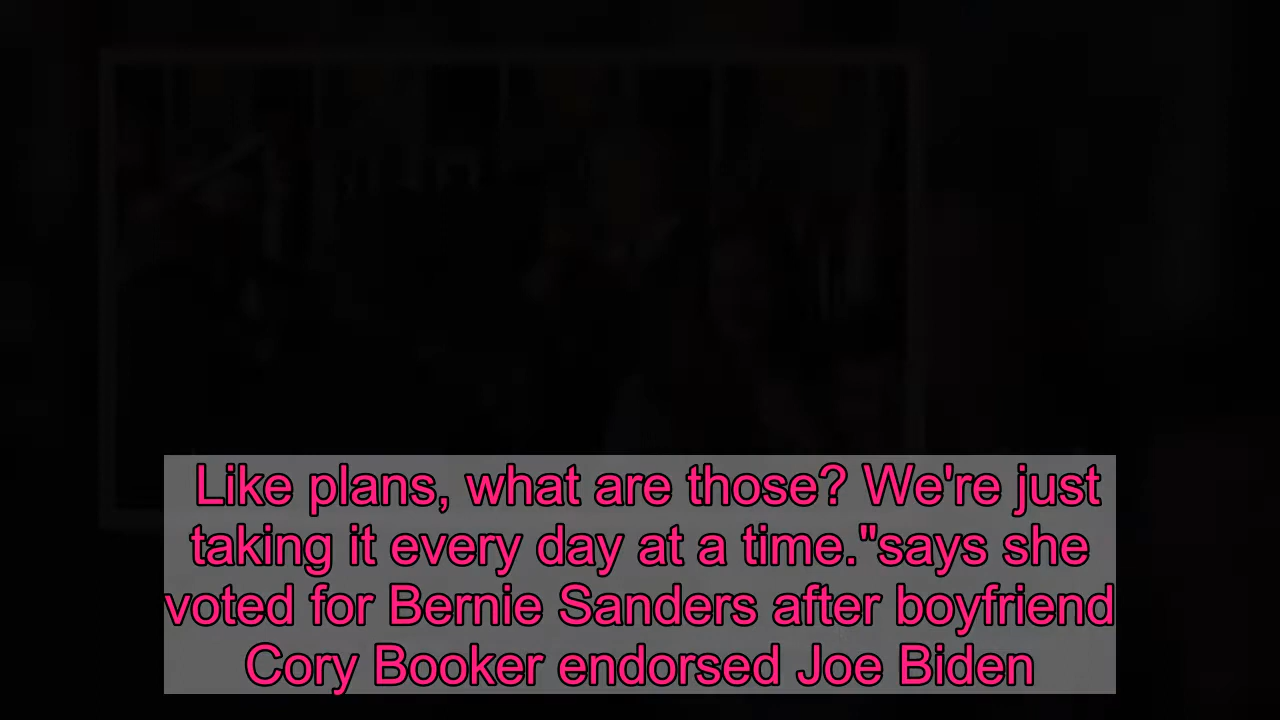 Like plans, what are those? We're just
taking it every day at a time."says she
voted for Bernie Sanders after boyfriend
Cory Booker endorsed Joe Biden